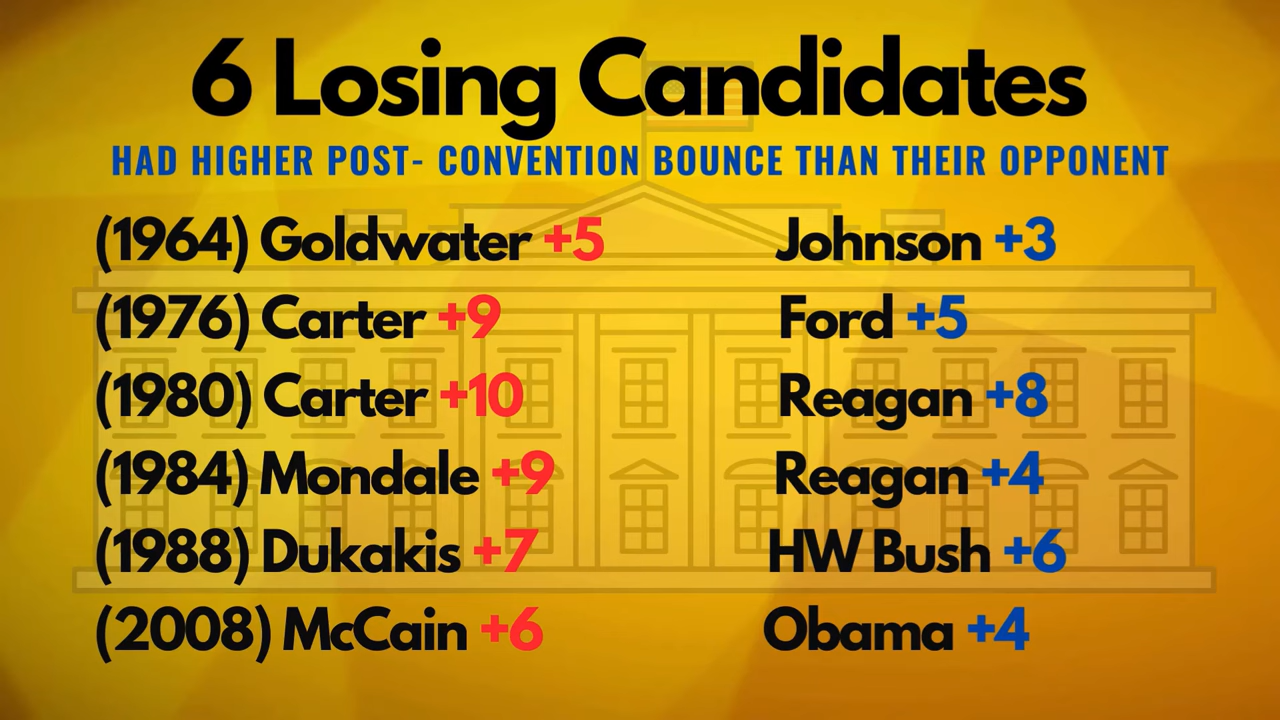 6 Losing Candidates
HAD HIGHER POST- CONVENTION BOUNCE THAN THEIR OPPONENT
(1964) Goldwater +5 Johnson +3
(1976) Carter +9 Ford +5
(1980) Carter +10 Reagan +8
(1984) Mondale +9 Reagan +4
(1988) Dukakis +7 HW Bush +6
(2008) McCain +6 Obama +4